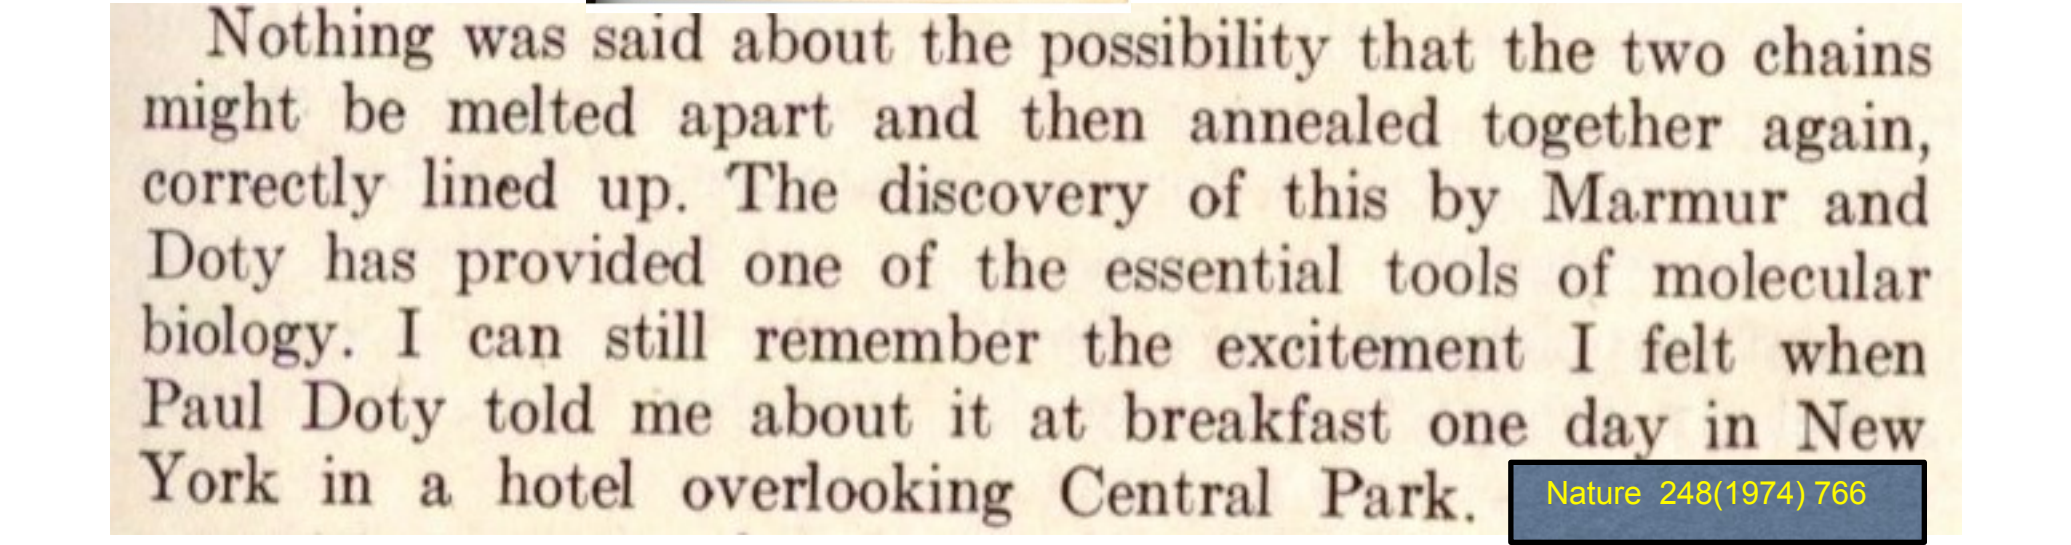 Nothing was said about the possibility that the two chains
might be melted apart and then annealed together again,
correctly lined up. The discovery of this by Marmur and
Doty has provided one of the essential tools of molecular
biology. I can still remember the excitement I felt when
Paul Doty told me about it at breakfast one day in New
York in a hotel overlooking Central Park.
Nature 248(1974) 766